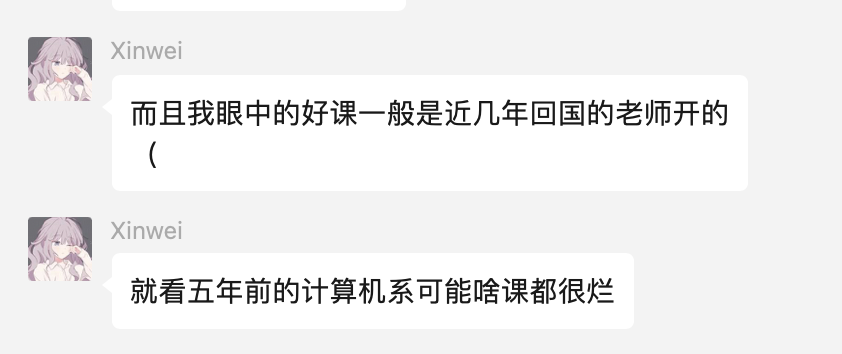 Xinwei
而且我眼中的好课一般是近几年回国的老师开的
（
Xinwei
就看五年前的计算机系可能啥课都很烂